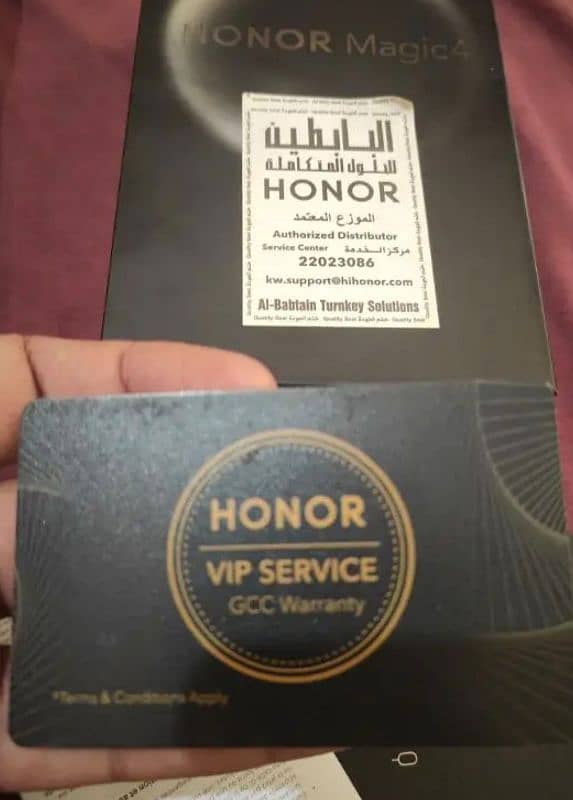 HONOR Magic4
البابطين
للحلول المتكاملة
HONOR
الموزع المعتمد
Authorized Distributor
Service Center مركز الخدمة
22023086
kw.support@hihonor.com
Al-Babtain Turnkey Solutions
HONOR
VIP SERVICE
GCC Warranty
*Terms & Conditions Apply